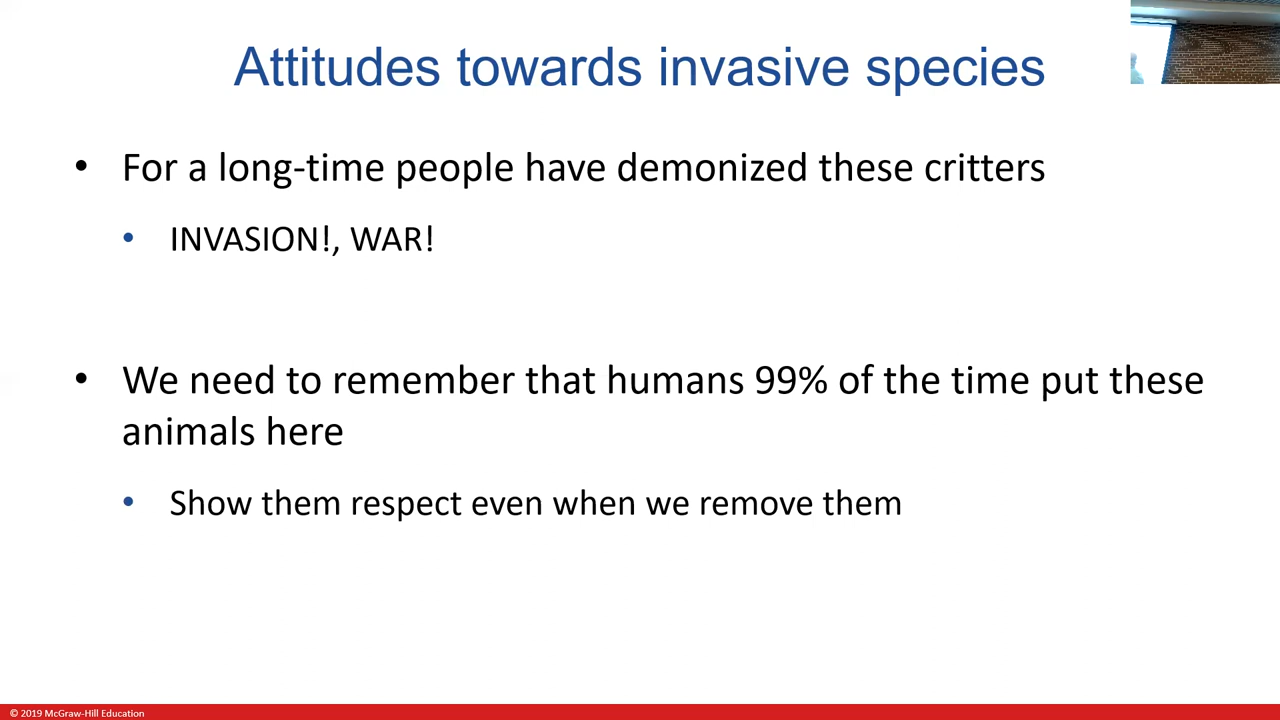 Attitudes towards invasive species
• For a long-time people have demonized these critters
• INVASION!, WAR!
• We need to remember that humans 99% of the time put these
animals here
• Show them respect even when we remove them
© 2019 McGraw-Hill Education